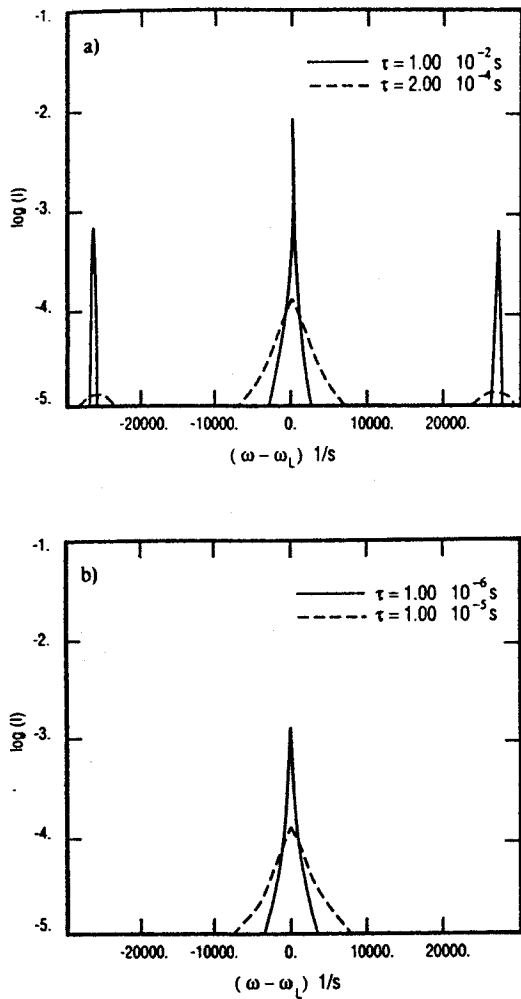 -1.
a)
τ = 1.00 10⁻² s
τ = 2.00 10⁻⁴ s
-2.
log (I)
-3.
-4.
-5.
-20000. -10000. 0. 10000. 20000.
(ω − ω_L) 1/s
-1.
b)
τ = 1.00 10⁻⁶ s
τ = 1.00 10⁻⁵ s
-2.
log (I)
-3.
-4.
-5.
-20000. -10000. 0. 10000. 20000.
(ω − ω_L) 1/s